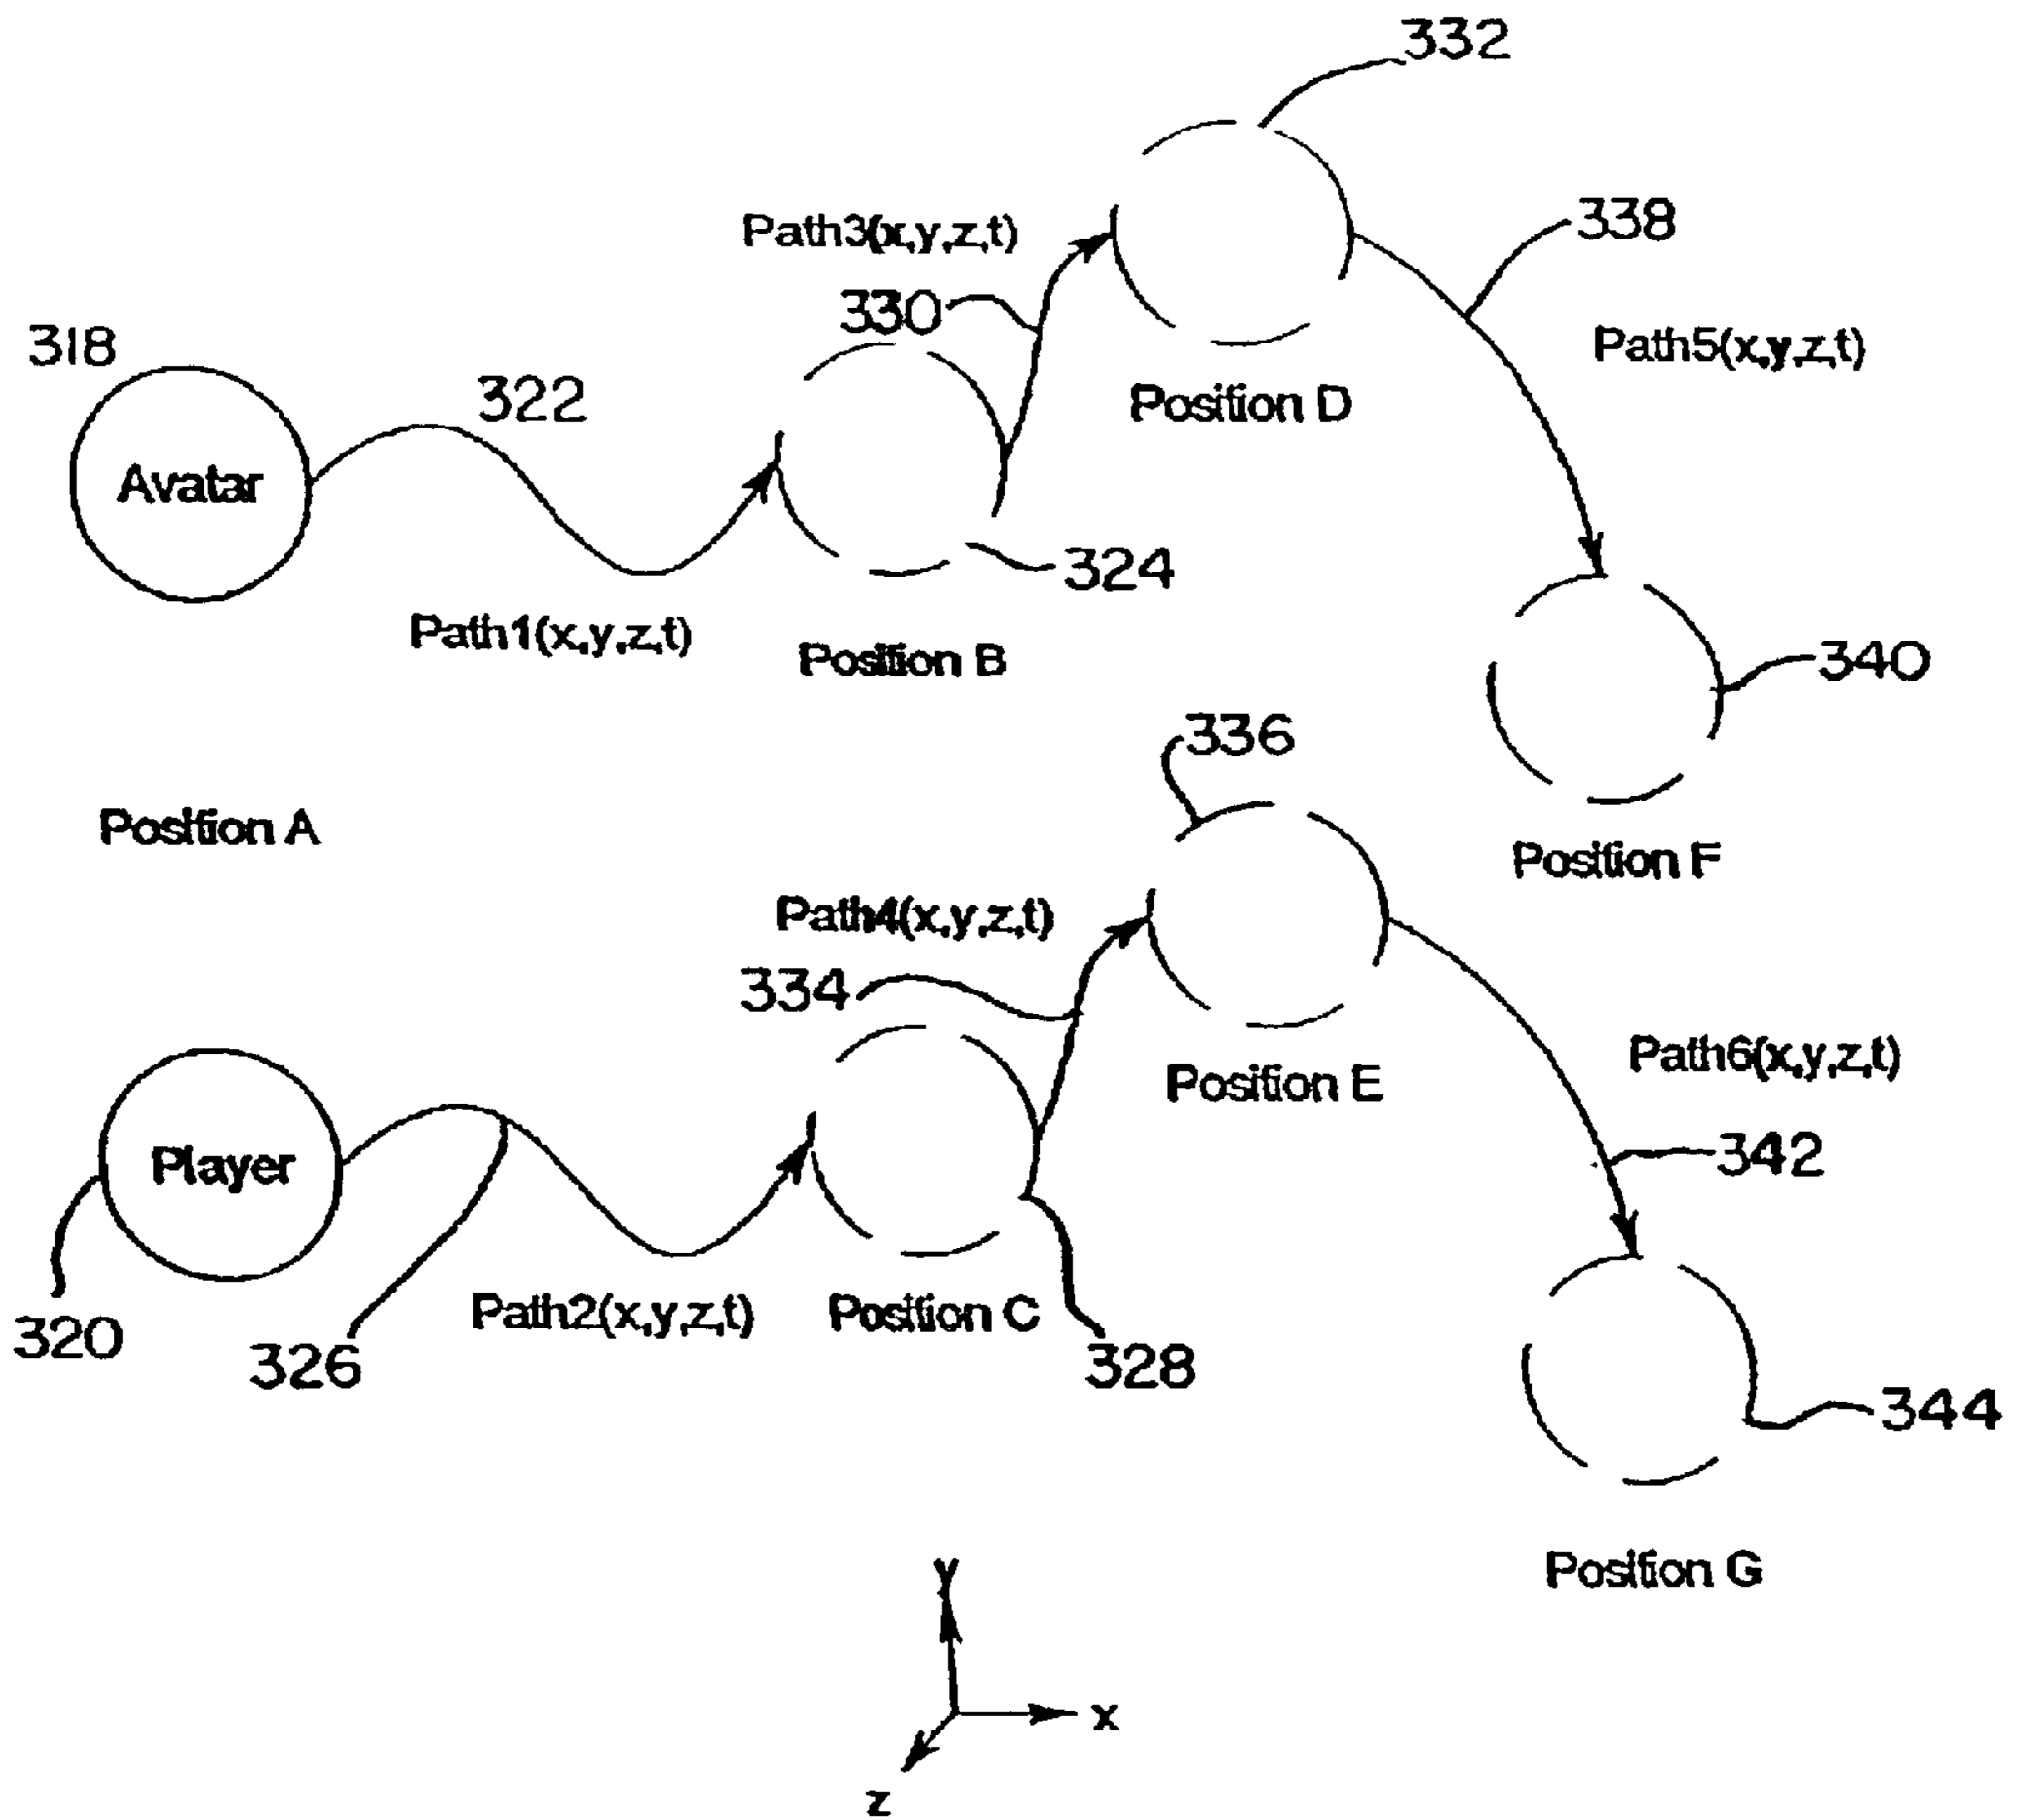 332
Path3(x,y,z,t)
338
330
Path5(x,y,z,t)
318
322
Position D
Avatar
324
Path1(x,y,z,t)
Position B
340
336
Position A
Position F
Path4(x,y,z,t)
334
Path6(x,y,z,t)
Position E
Player
342
320
326
Path2(x,y,z,t)
Position C
328
344
Position G
y
x
z